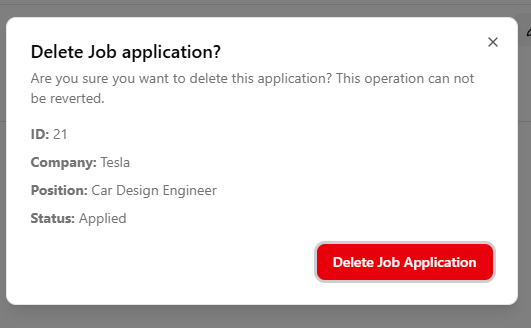 Delete Job application?
Are you sure you want to delete this application? This operation can not
be reverted.
ID: 21
Company: Tesla
Position: Car Design Engineer
Status: Applied
Delete Job Application